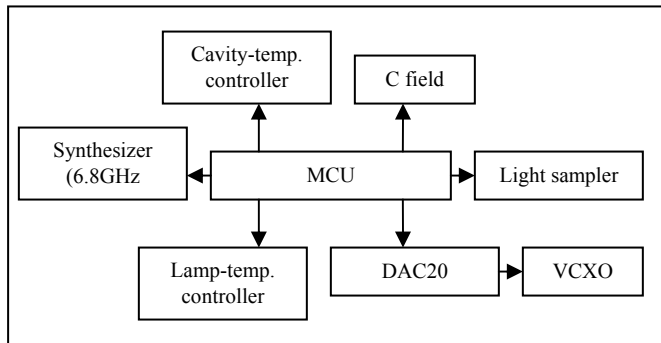 Cavity-temp.
controller
C field
Synthesizer
(6.8GHz
MCU
Light sampler
Lamp-temp.
controller
DAC20
VCXO